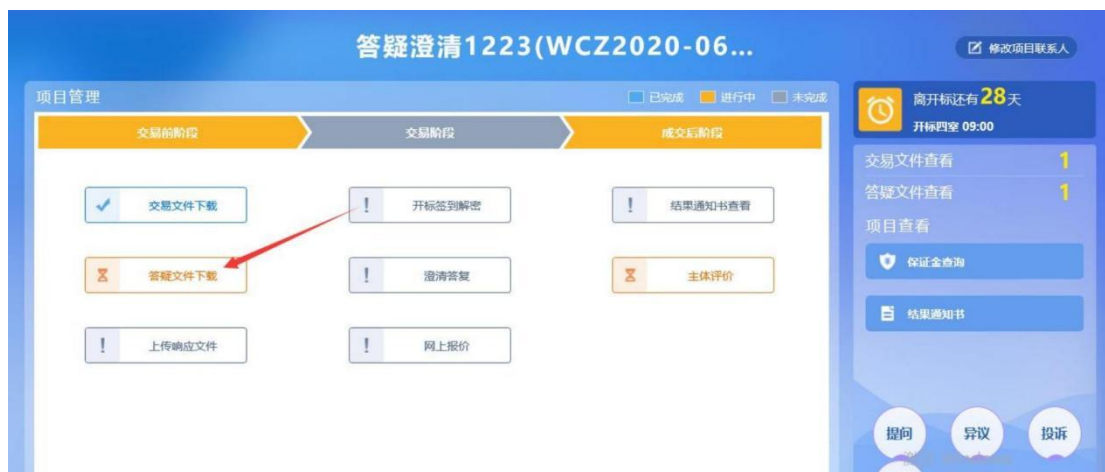 答疑澄清1223(WCZ2020-06...
修改项目联系人
项目管理
已完成 进行中 未完成
交易前阶段 交易阶段 成交后阶段
交易文件下载 开标签到解密 结果通知书查看
答疑文件下载 澄清答复 主体评价
上传响应文件 网上报价
离开标还有28天
开标四室 09:00
交易文件查看 1
答疑文件查看 1
项目查看
保证金查询
结果通知书
提问 异议 投诉